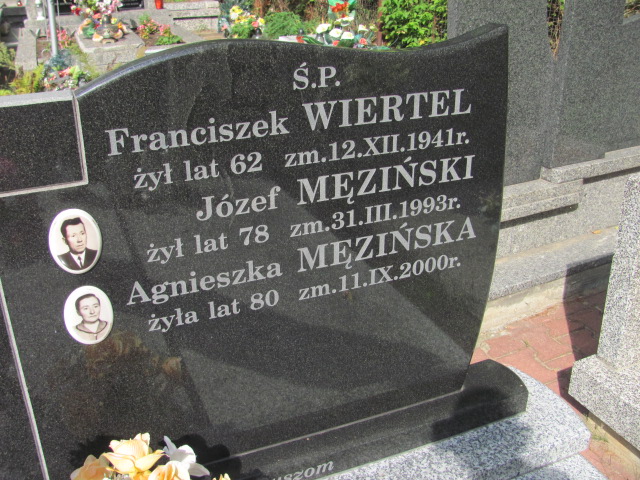 Ś.P.
Franciszek WIERTEL
żył lat 62 zm.12.XII.1941r.
Józef MĘZIŃSKI
żył lat 78 zm.31.III.1993r.
Agnieszka MĘZIŃSKA
żyła lat 80 zm.11.IX.2000r.